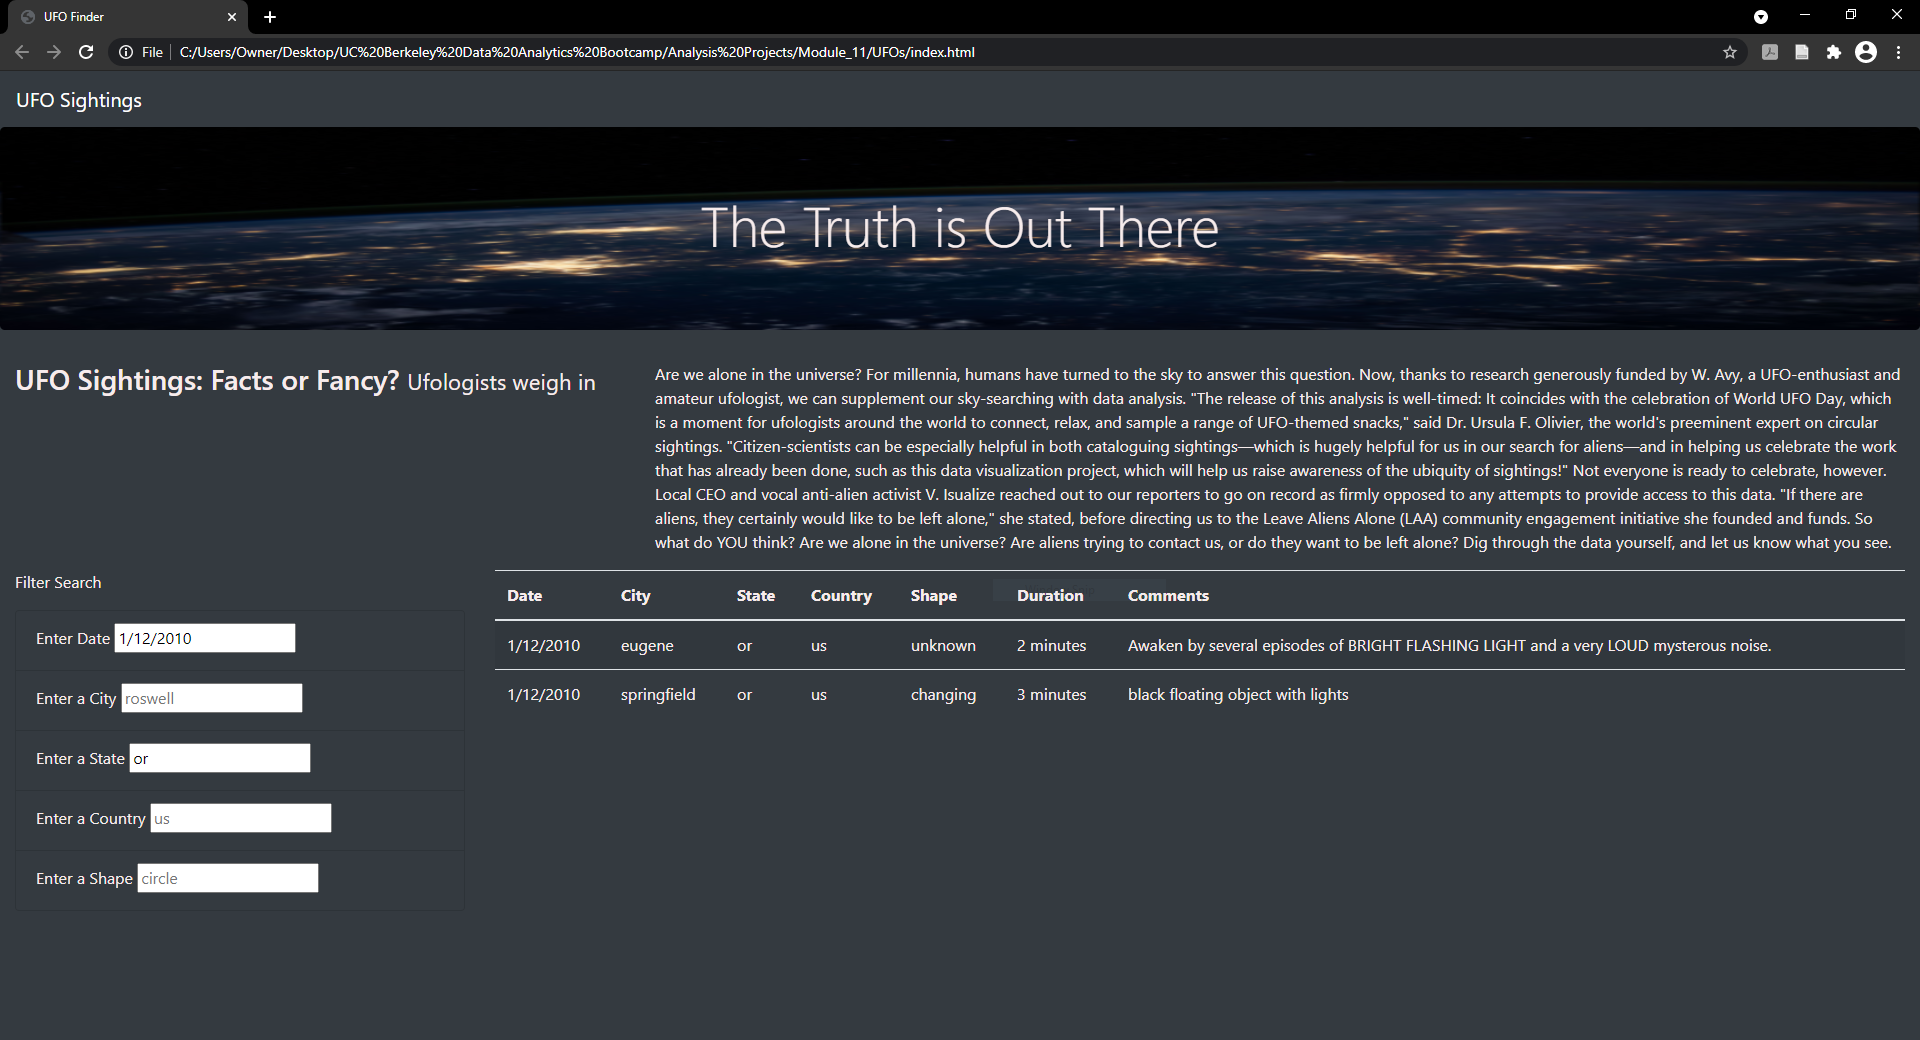 UFO Finder
File
C:/Users/Owner/Desktop/UC%20Berkeley%20Data%20Analytics%20Bootcamp/Analysis%20Projects/Module_11/UFOs/index.html
UFO Sightings
The Truth is Out There
UFO Sightings: Facts or Fancy? Ufologists weigh in
Are we alone in the universe? For millennia, humans have turned to the sky to answer this question. Now, thanks to research generously funded by W. Avy, a UFO-enthusiast and
amateur ufologist, we can supplement our sky-searching with data analysis. "The release of this analysis is well-timed: It coincides with the celebration of World UFO Day, which
is a moment for ufologists around the world to connect, relax, and sample a range of UFO-themed snacks," said Dr. Ursula F. Olivier, the world's preeminent expert on circular
sightings. "Citizen-scientists can be especially helpful in both cataloguing sightings—which is hugely helpful for us in our search for aliens—and in helping us celebrate the work
that has already been done, such as this data visualization project, which will help us raise awareness of the ubiquity of sightings!" Not everyone is ready to celebrate, however.
Local CEO and vocal anti-alien activist V. Isualize reached out to our reporters to go on record as firmly opposed to any attempts to provide access to this data. "If there are
aliens, they certainly would like to be left alone," she stated, before directing us to the Leave Aliens Alone (LAA) community engagement initiative she founded and funds. So
what do YOU think? Are we alone in the universe? Are aliens trying to contact us, or do they want to be left alone? Dig through the data yourself, and let us know what you see.
Filter Search
Enter Date 1/12/2010
Enter a City roswell
Enter a State or
Enter a Country us
Enter a Shape circle
Date City State Country Shape Duration Comments
1/12/2010 eugene or us unknown 2 minutes Awaken by several episodes of BRIGHT FLASHING LIGHT and a very LOUD mysterous noise.
1/12/2010 springfield or us changing 3 minutes black floating object with lights